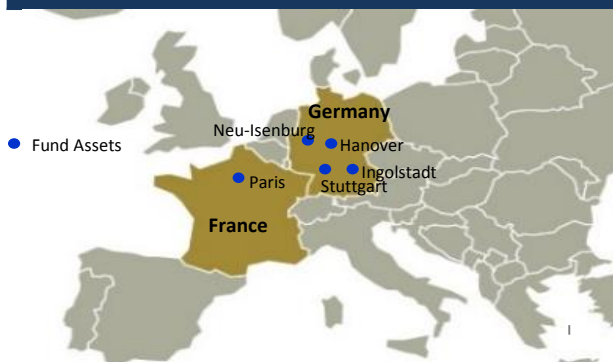 Germany
Neu-Isenburg
Fund Assets
Hanover
Ingolstadt
Paris
Stuttgart
France